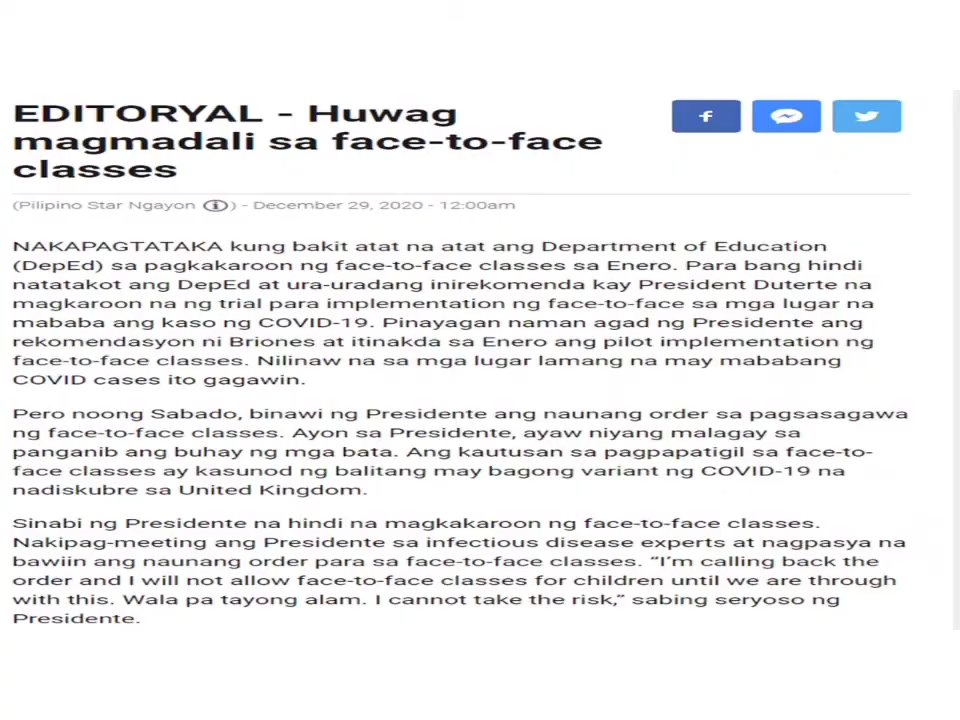 EDITORYAL - Huwag
magmadali sa face-to-face
classes
(Pilipino Star Ngayon ) - December 29, 2020 - 12:00am
NAKAPAGTATAKA kung bakit atat na atat ang Department of Education
(DepEd) sa pagkakaroon ng face-to-face classes sa Enero. Para bang hindi
natatakot ang DepEd at ura-uradang inirekomenda kay President Duterte na
magkaroon na ng trial para implementation ng face-to-face sa mga lugar na
mababa ang kaso ng COVID-19. Pinayagan naman agad ng Presidente ang
rekomendasyon ni Briones at itinakda sa Enero ang pilot implementation ng
face-to-face classes. Nilinaw na sa mga lugar lamang na may mababang
COVID cases ito gagawin.
Pero noong Sabado, binawi ng Presidente ang naunang order sa pagsasagawa
ng face-to-face classes. Ayon sa Presidente, ayaw niyang malagay sa
panganib ang buhay ng mga bata. Ang kautusan sa pagpapatigil sa face-to-
face classes ay kasunod ng balitang may bagong variant ng COVID-19 na
nadiskubre sa United Kingdom.
Sinabi ng Presidente na hindi na magkakaroon ng face-to-face classes.
Nakipag-meeting ang Presidente sa infectious disease experts at nagpasya na
bawiin ang naunang order para sa face-to-face classes. “I’m calling back the
order and I will not allow face-to-face classes for children until we are through
with this. Wala pa tayong alam. I cannot take the risk,” sabing seryoso ng
Presidente.